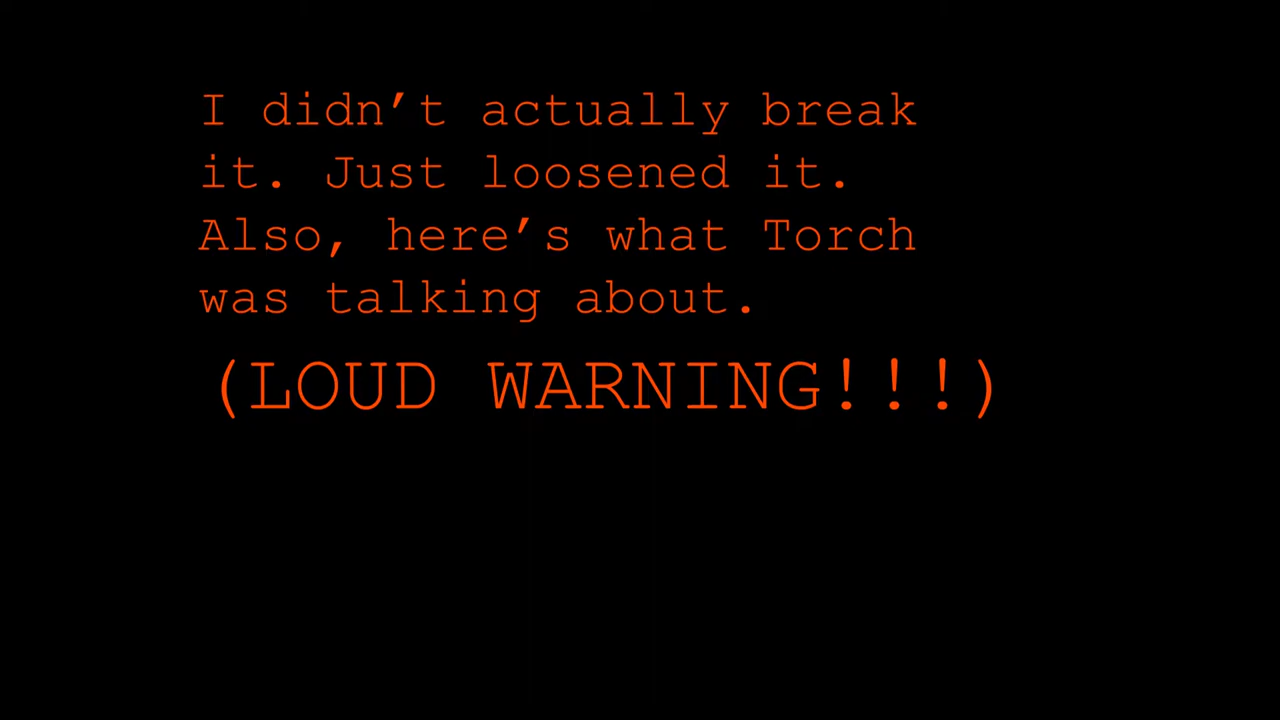 I didn’t actually break
it. Just loosened it.
Also, here’s what Torch
was talking about.
(LOUD WARNING!!!)